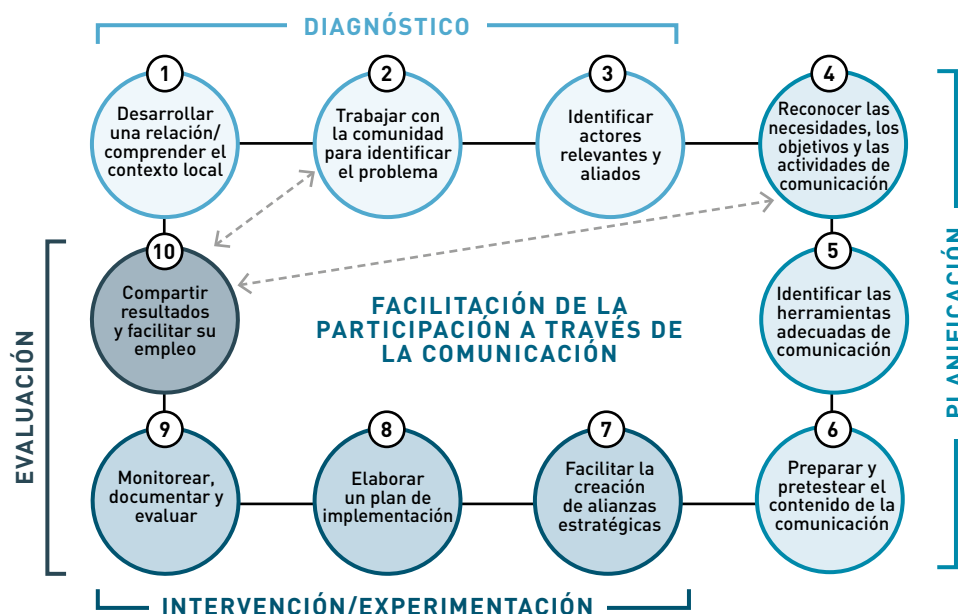 DIAGNÓSTICO
1
Desarrollar
una relación/
comprender el
contexto local
2
Trabajar con
la comunidad
para identificar
el problema
3
Identificar
actores
relevantes y
aliados
4
Reconocer las
necesidades, los
objetivos y las
actividades de
comunicación
PLANIFICACIÓN
5
Identificar las
herramientas
adecuadas de
comunicación
6
Preparar y
pretestear el
contenido de la
comunicación
7
Facilitar la
creación
de alianzas
estratégicas
8
Elaborar
un plan de
implementación
9
Monitorear,
documentar y
evaluar
INTERVENCIÓN/EXPERIMENTACIÓN
10
Compartir
resultados
y facilitar su
empleo
EVALUACIÓN
FACILITACIÓN DE LA
PARTICIPACIÓN A TRAVÉS DE
LA COMUNICACIÓN